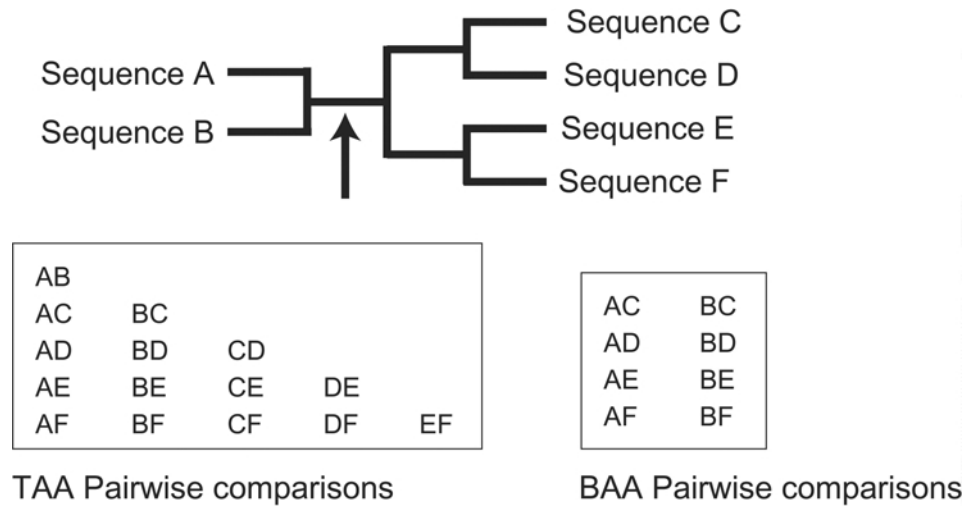 Sequence C
Sequence A
Sequence D
Sequence B
Sequence E
Sequence F
AB
AC BC
AD BD CD
AE BE CE DE
AF BF CF DF EF
TAA Pairwise comparisons
AC BC
AD BD
AE BE
AF BF
BAA Pairwise comparisons